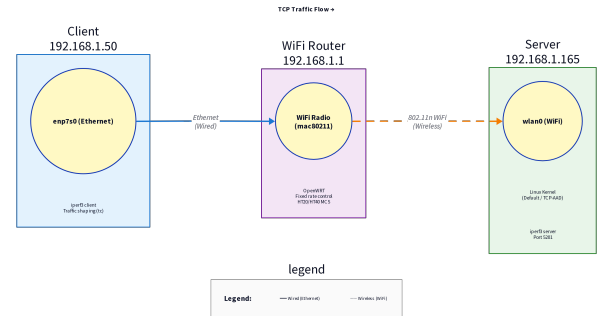 TCP Traffic Flow →
Client
192.168.1.50
WiFi Router
192.168.1.1
Server
192.168.1.165
enp7s0 (Ethernet)
Ethernet
(Wired)
WiFi Radio
(mac80211)
802.11n WiFi
(Wireless)
wlan0 (WiFi)
iperf3 client
Traffic shaping (tc)
OpenWRT
Fixed rate control
HT20/HT40 MCS
Linux Kernel
(Default / TCP-AAD)
iperf3 server
Port 5201
legend
Legend:
Wired (Ethernet)
Wireless (WiFi)